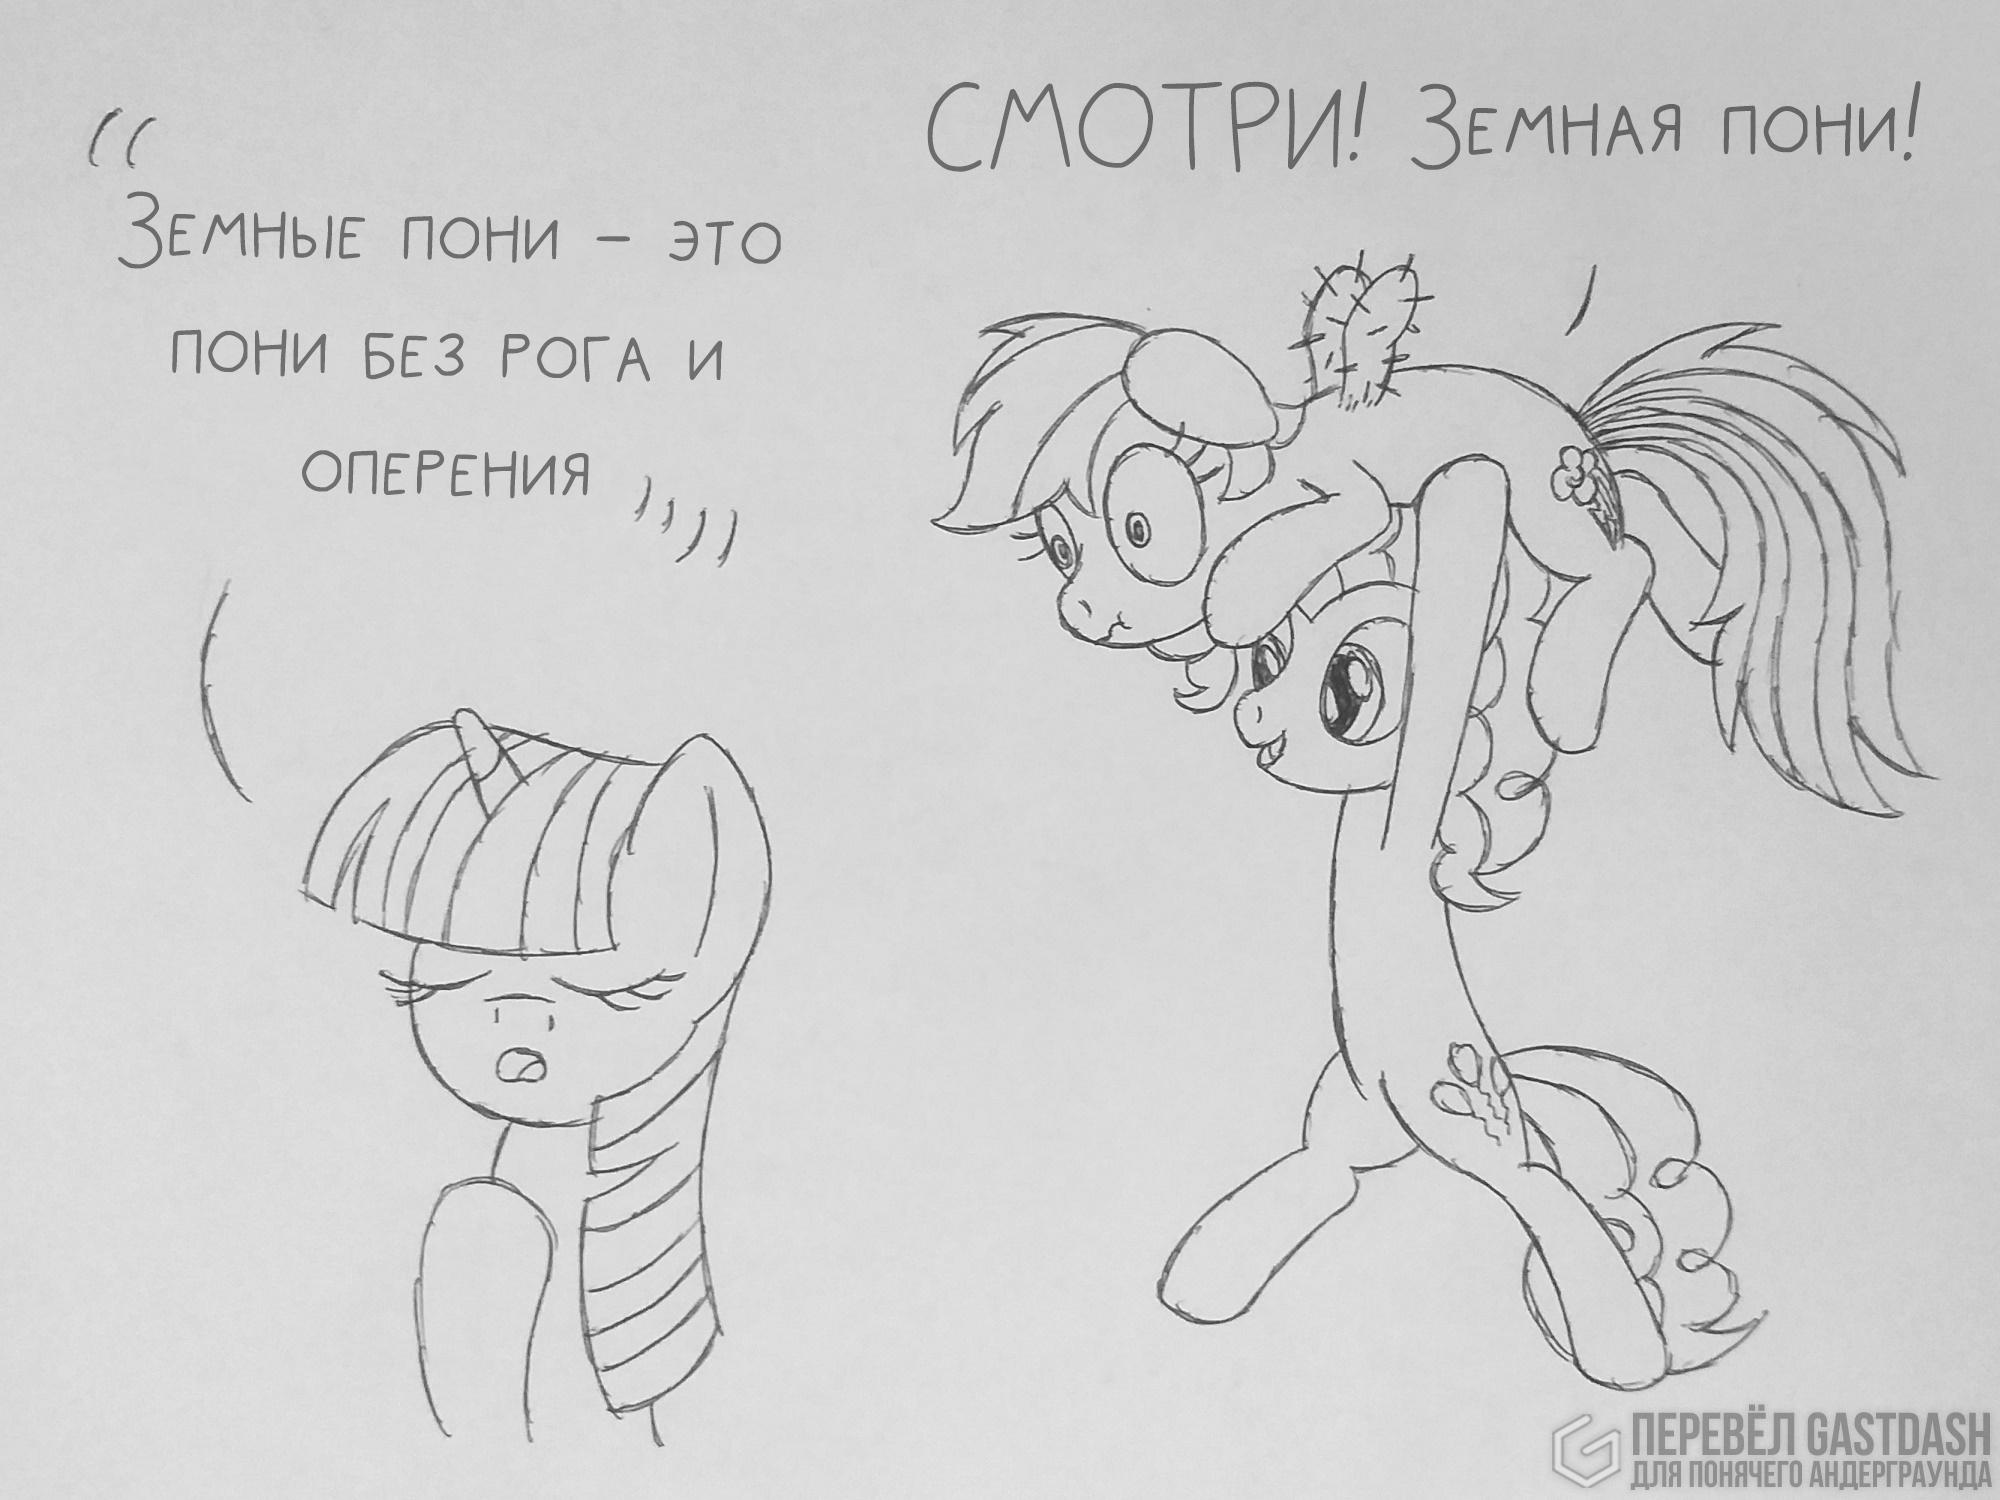 Земные пони – это
пони без рога и
оперения
СМОТРИ! Земная пони!
ПЕРЕВЁЛ GASTDASH
ДЛЯ ПОНЯЧЕГО АНДЕРГРАУНДА